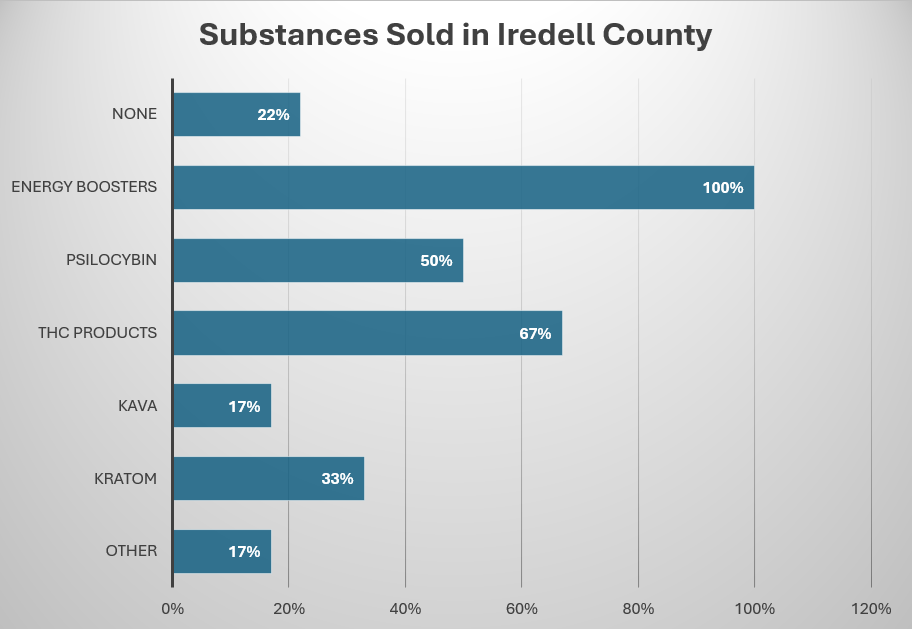 Substances Sold in Iredell County
NONE 22%
ENERGY BOOSTERS 100%
PSILOCYBIN 50%
THC PRODUCTS 67%
KAVA 17%
KRATOM 33%
OTHER 17%
0% 20% 40% 60% 80% 100% 120%